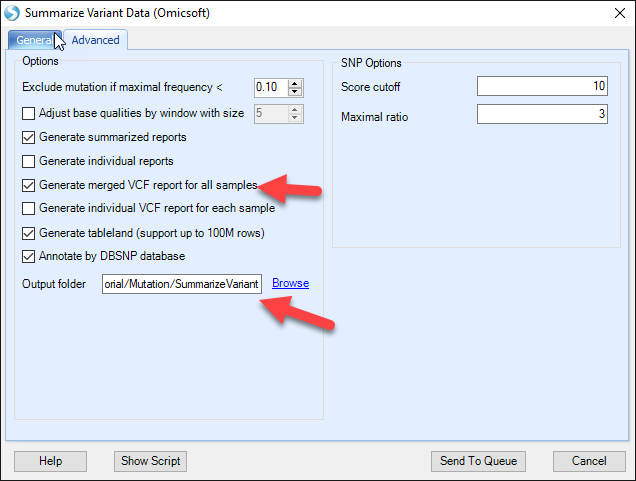 Summarize Variant Data (Omicsoft)
General Advanced
Options
Exclude mutation if maximal frequency < 0.10
Adjust base qualities by window with size 5
Generate summarized reports
Generate individual reports
Generate merged VCF report for all samples
Generate individual VCF report for each sample
Generate tableland (support up to 100M rows)
Annotate by DBSNP database
Output folder orial/Mutation/SummarizeVariant Browse
SNP Options
Score cutoff 10
Maximal ratio 3
Help Show Script Send To Queue Cancel